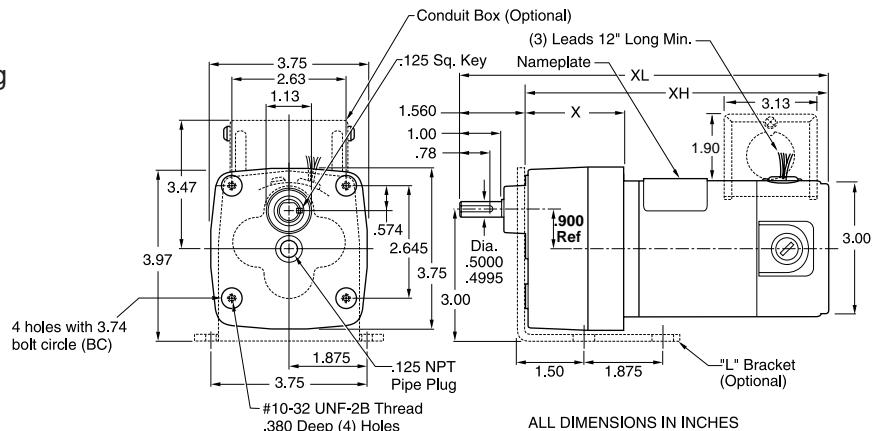 g
Conduit Box (Optional)
(3) Leads 12" Long Min.
3.75
.125 Sq. Key
Nameplate
XL
2.63
XH
1.13
1.560
X
3.13
1.00
1.90
.78
3.47
.574
.900
Ref
2.645
Dia.
.5000
.4995
3.00
3.97
3.75
3.00
4 holes with 3.74
bolt circle (BC)
1.875
.125 NPT
Pipe Plug
1.50
1.875
"L" Bracket
(Optional)
3.75
#10-32 UNF-2B Thread
.380 Deep (4) Holes
ALL DIMENSIONS IN INCHES